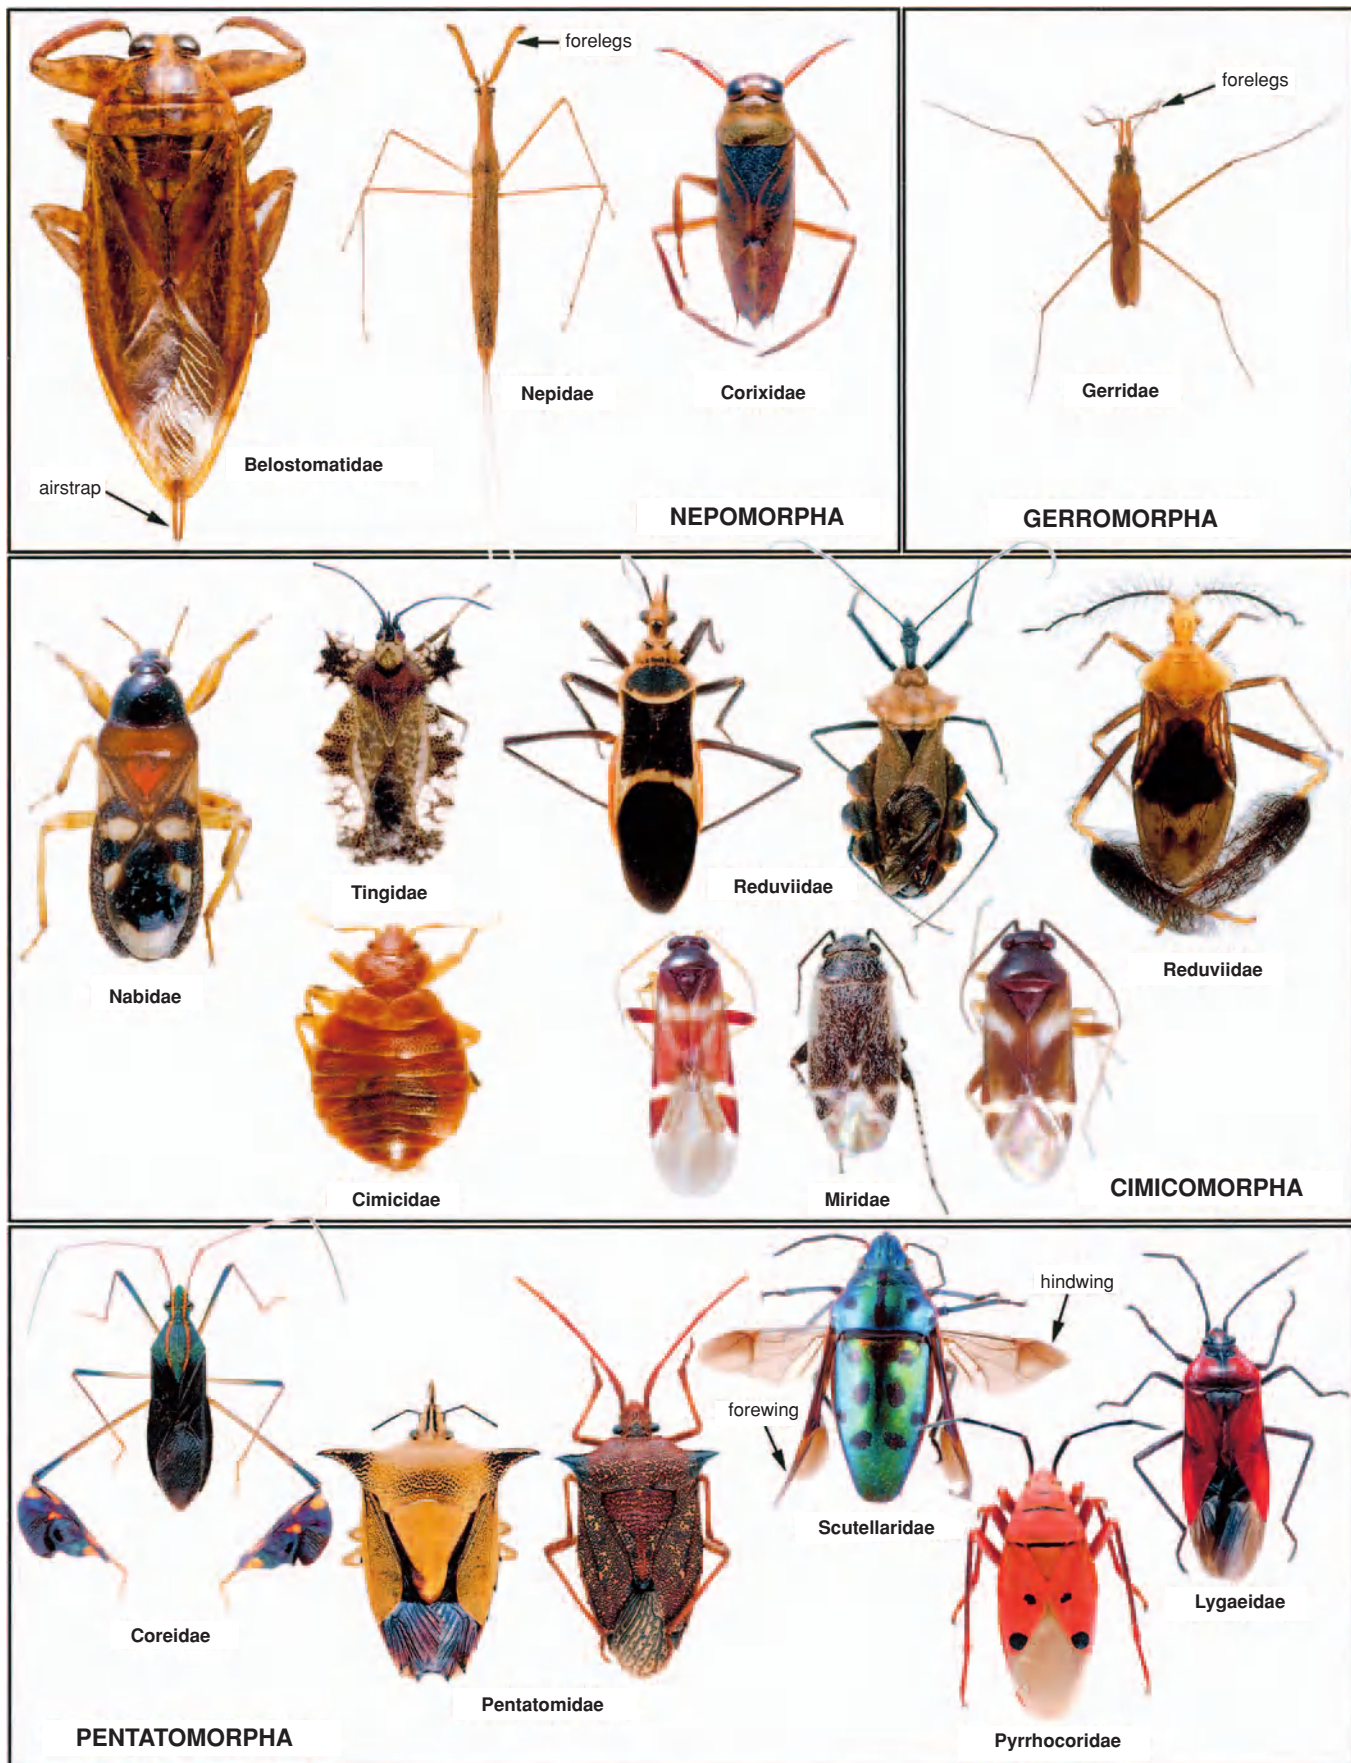 forelegs
forelegs
Nepidae
Corixidae
Gerridae
Belostomatidae
airstrap
NEPOMORPHA
GERROMORPHA
Tingidae
Reduviidae
Reduviidae
Nabidae
Cimicidae
Miridae
CIMICOMORPHA
hindwing
forewing
Scutellaridae
Lygaeidae
Coreidae
Pentatomidae
Pyrrhocoridae
PENTATOMORPHA